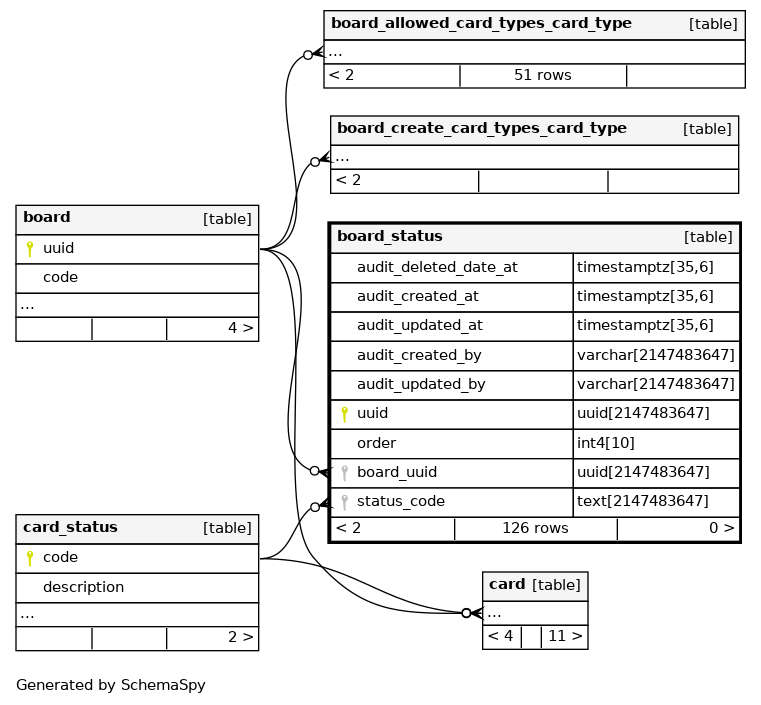 board_allowed_card_types_card_type [table]
...
< 2 51 rows
board_create_card_types_card_type [table]
...
< 2
board [table]
uuid
code
...
4 >
board_status [table]
audit_deleted_date_at timestamptz[35,6]
audit_created_at timestamptz[35,6]
audit_updated_at timestamptz[35,6]
audit_created_by varchar[2147483647]
audit_updated_by varchar[2147483647]
uuid uuid[2147483647]
order int4[10]
board_uuid uuid[2147483647]
status_code text[2147483647]
< 2 126 rows 0 >
card_status [table]
code
description
...
2 >
card [table]
...
< 4 11 >
Generated by SchemaSpy